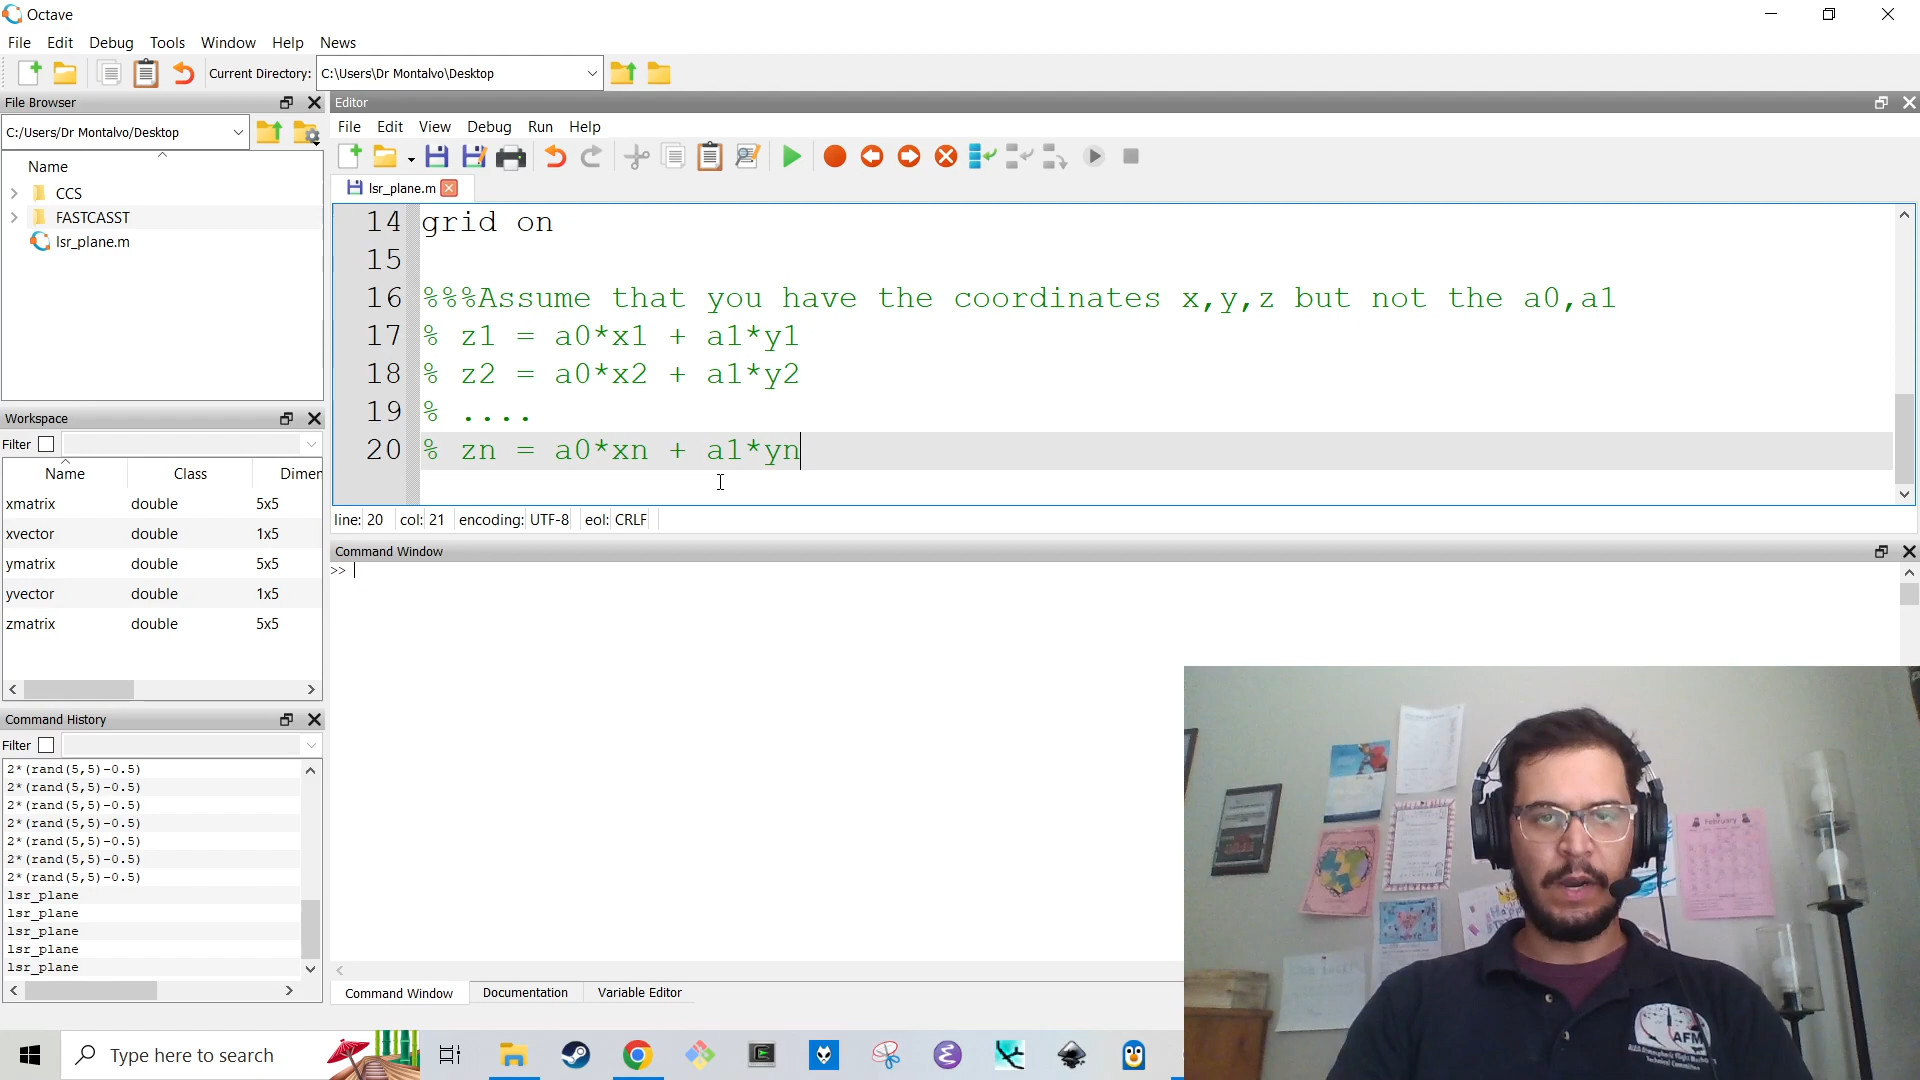 Octave
File Edit Debug Tools Window Help News
Current Directory: C:\Users\Dr Montalvo\Desktop
File Browser
C:/Users/Dr Montalvo/Desktop
Name
CCS
FASTCASST
lsr_plane.m
Workspace
Filter
Name Class Dimen
xmatrix double 5x5
xvector double 1x5
ymatrix double 5x5
yvector double 1x5
zmatrix double 5x5
Command History
Filter
2*(rand(5,5)-0.5)
2*(rand(5,5)-0.5)
2*(rand(5,5)-0.5)
2*(rand(5,5)-0.5)
2*(rand(5,5)-0.5)
2*(rand(5,5)-0.5)
2*(rand(5,5)-0.5)
lsr_plane
lsr_plane
lsr_plane
lsr_plane
lsr_plane
Editor
File Edit View Debug Run Help
lsr_plane.m
14 grid on
15
16 %%%Assume that you have the coordinates x,y,z but not the a0,a1
17 % z1 = a0*x1 + a1*y1
18 % z2 = a0*x2 + a1*y2
19 % ....
20 % zn = a0*xn + a1*yn
line: 20 col: 21 encoding: UTF-8 eol: CRLF
Command Window
>>
Command Window Documentation Variable Editor
February
AFM
Type here to search